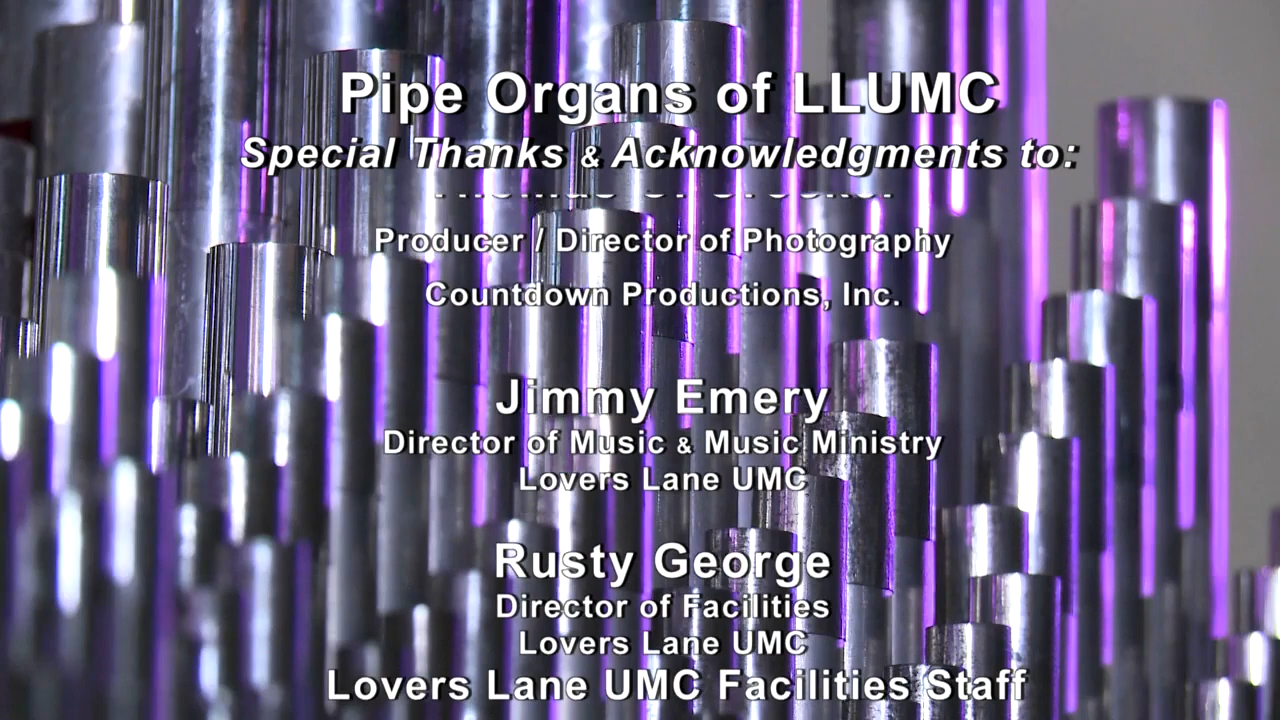 Pipe Organs of LLUMC
Special Thanks & Acknowledgments to:
Producer / Director of Photography
Countdown Productions, Inc.
Jimmy Emery
Director of Music & Music Ministry
Lovers Lane UMC
Rusty George
Director of Facilities
Lovers Lane UMC
Lovers Lane UMC Facilities Staff